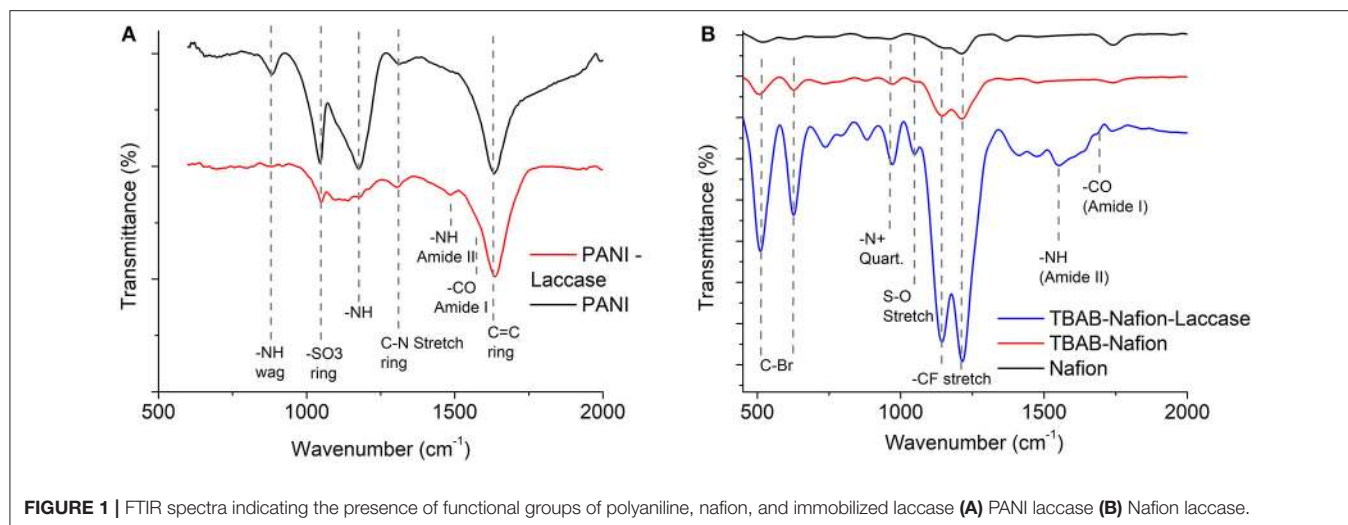 A
Transmittance (%)
-NH
Amide II
-CO
Amide I
PANI -
Laccase
PANI
-NH
wag
-SO3
ring
-NH
C-N Stretch
ring
C=C
ring
500
1000
1500
2000
Wavenumber (cm-1)
B
Transmittance (%)
-N+
Quart.
S-O
Stretch
-CO
(Amide I)
-NH
(Amide II)
C-Br
-CF stretch
TBAB-Nafion-Laccase
TBAB-Nafion
Nafion
500
1000
1500
2000
Wavenumber (cm-1)
FIGURE 1 | FTIR spectra indicating the presence of functional groups of polyaniline, nafion, and immobilized laccase (A) PANI laccase (B) Nafion laccase.